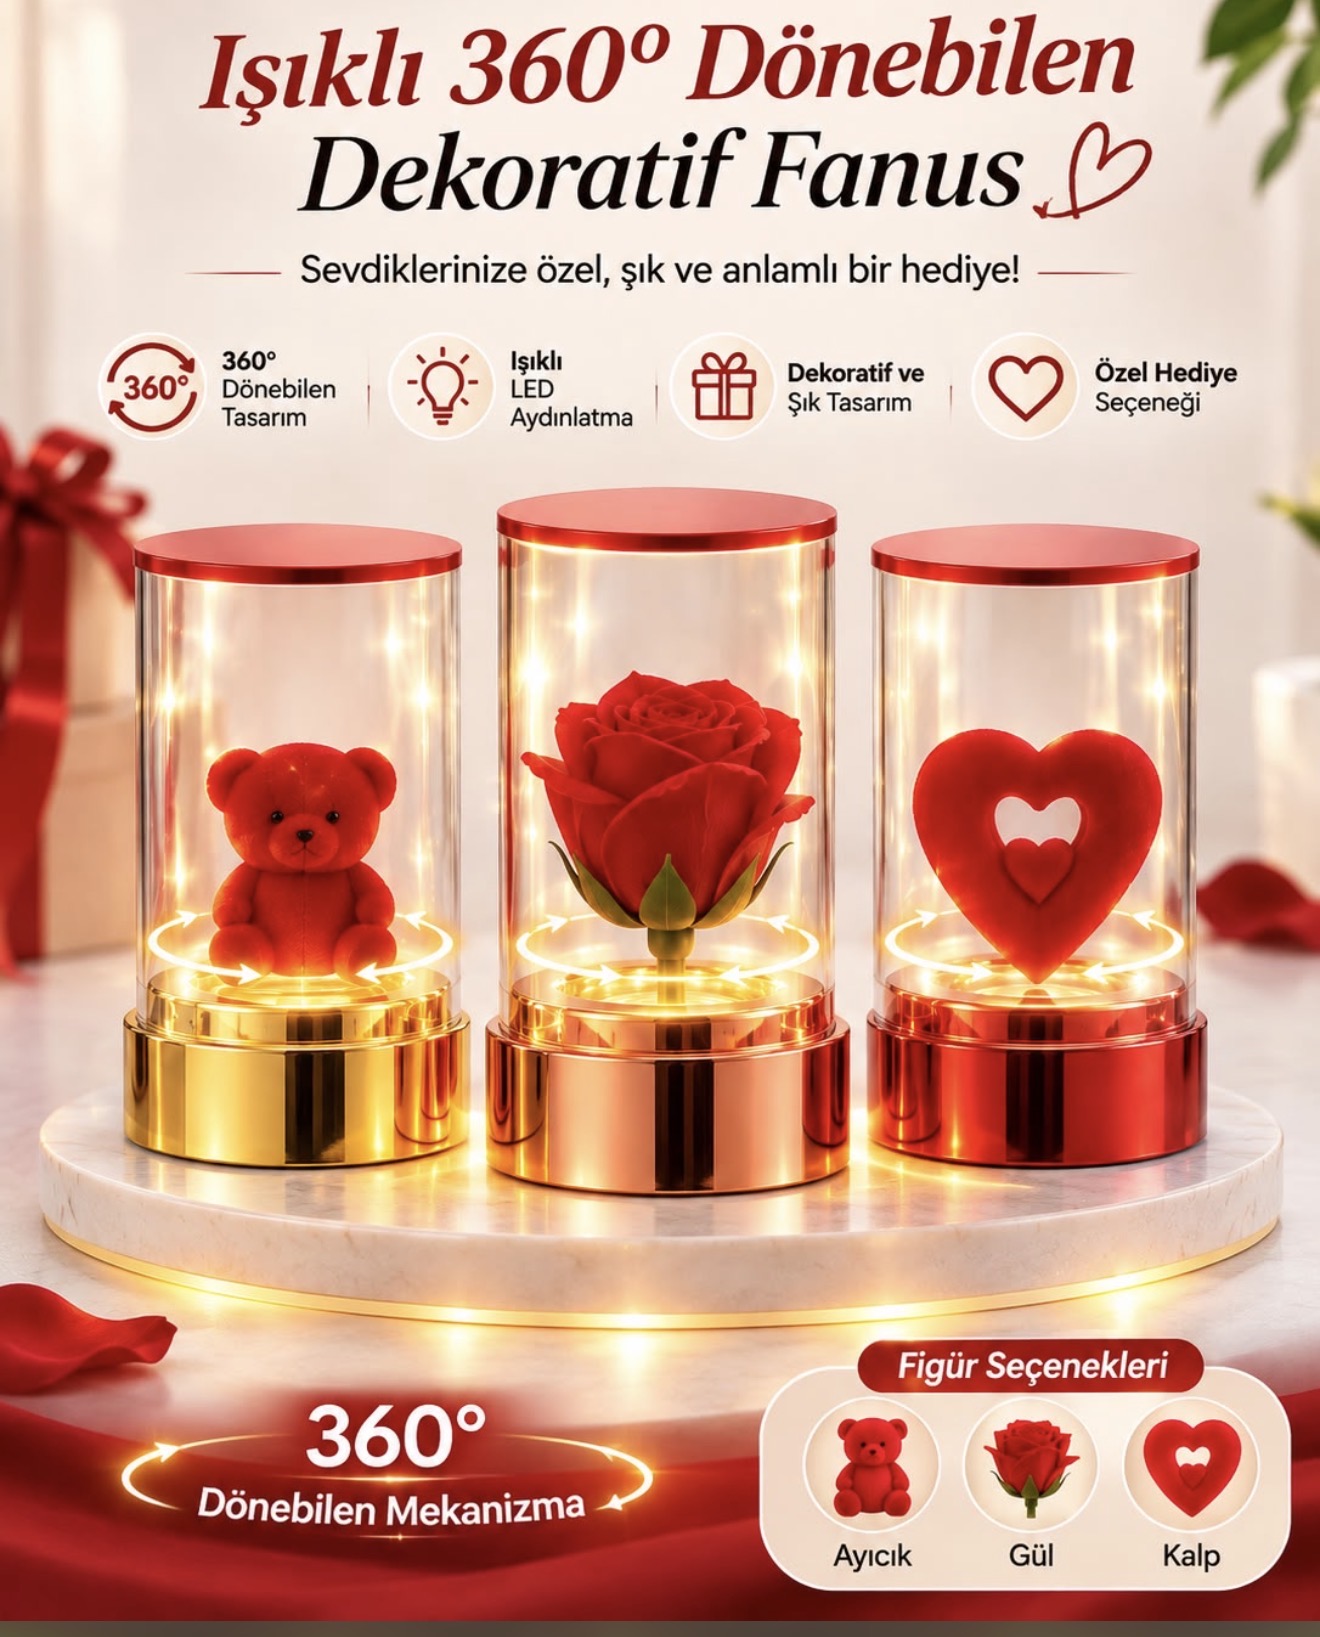 Işıklı 360° Dönebilen
Dekoratif Fanus
Sevdiklerinize özel, şık ve anlamlı bir hediye!
360°
360°
Dönebilen
Tasarım
Işıklı
LED
Aydınlatma
Dekoratif ve
Şık Tasarım
Özel Hediye
Seçeneği
360°
Dönebilen Mekanizma
Figür Seçenekleri
Ayıcık
Gül
Kalp